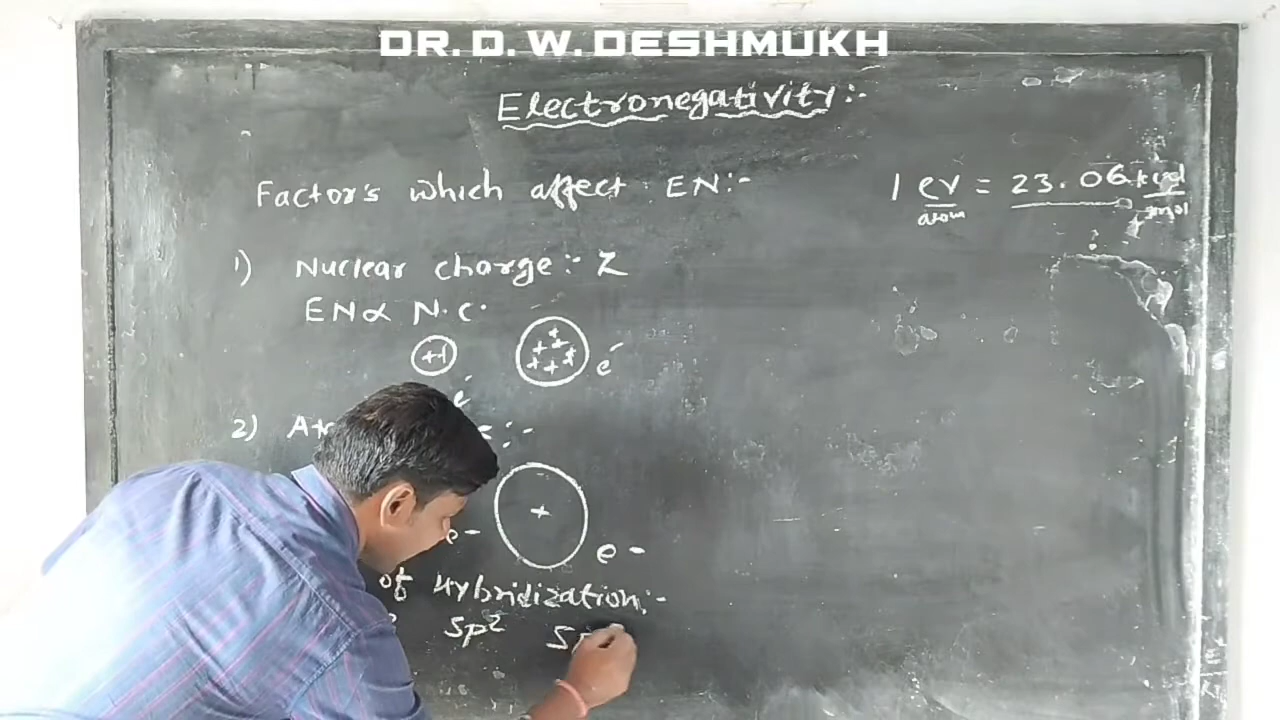 DR. D. W. DESHMUKH
Electronegativity:-
Factor's which affect EN:-
1 ev/atom = 23.06 kcal/mol
1) Nuclear charge:- Z
EN α N.C.
++ e-
+ + + + + + e-
2)
e- + e-
of Hybridization:-
sp2